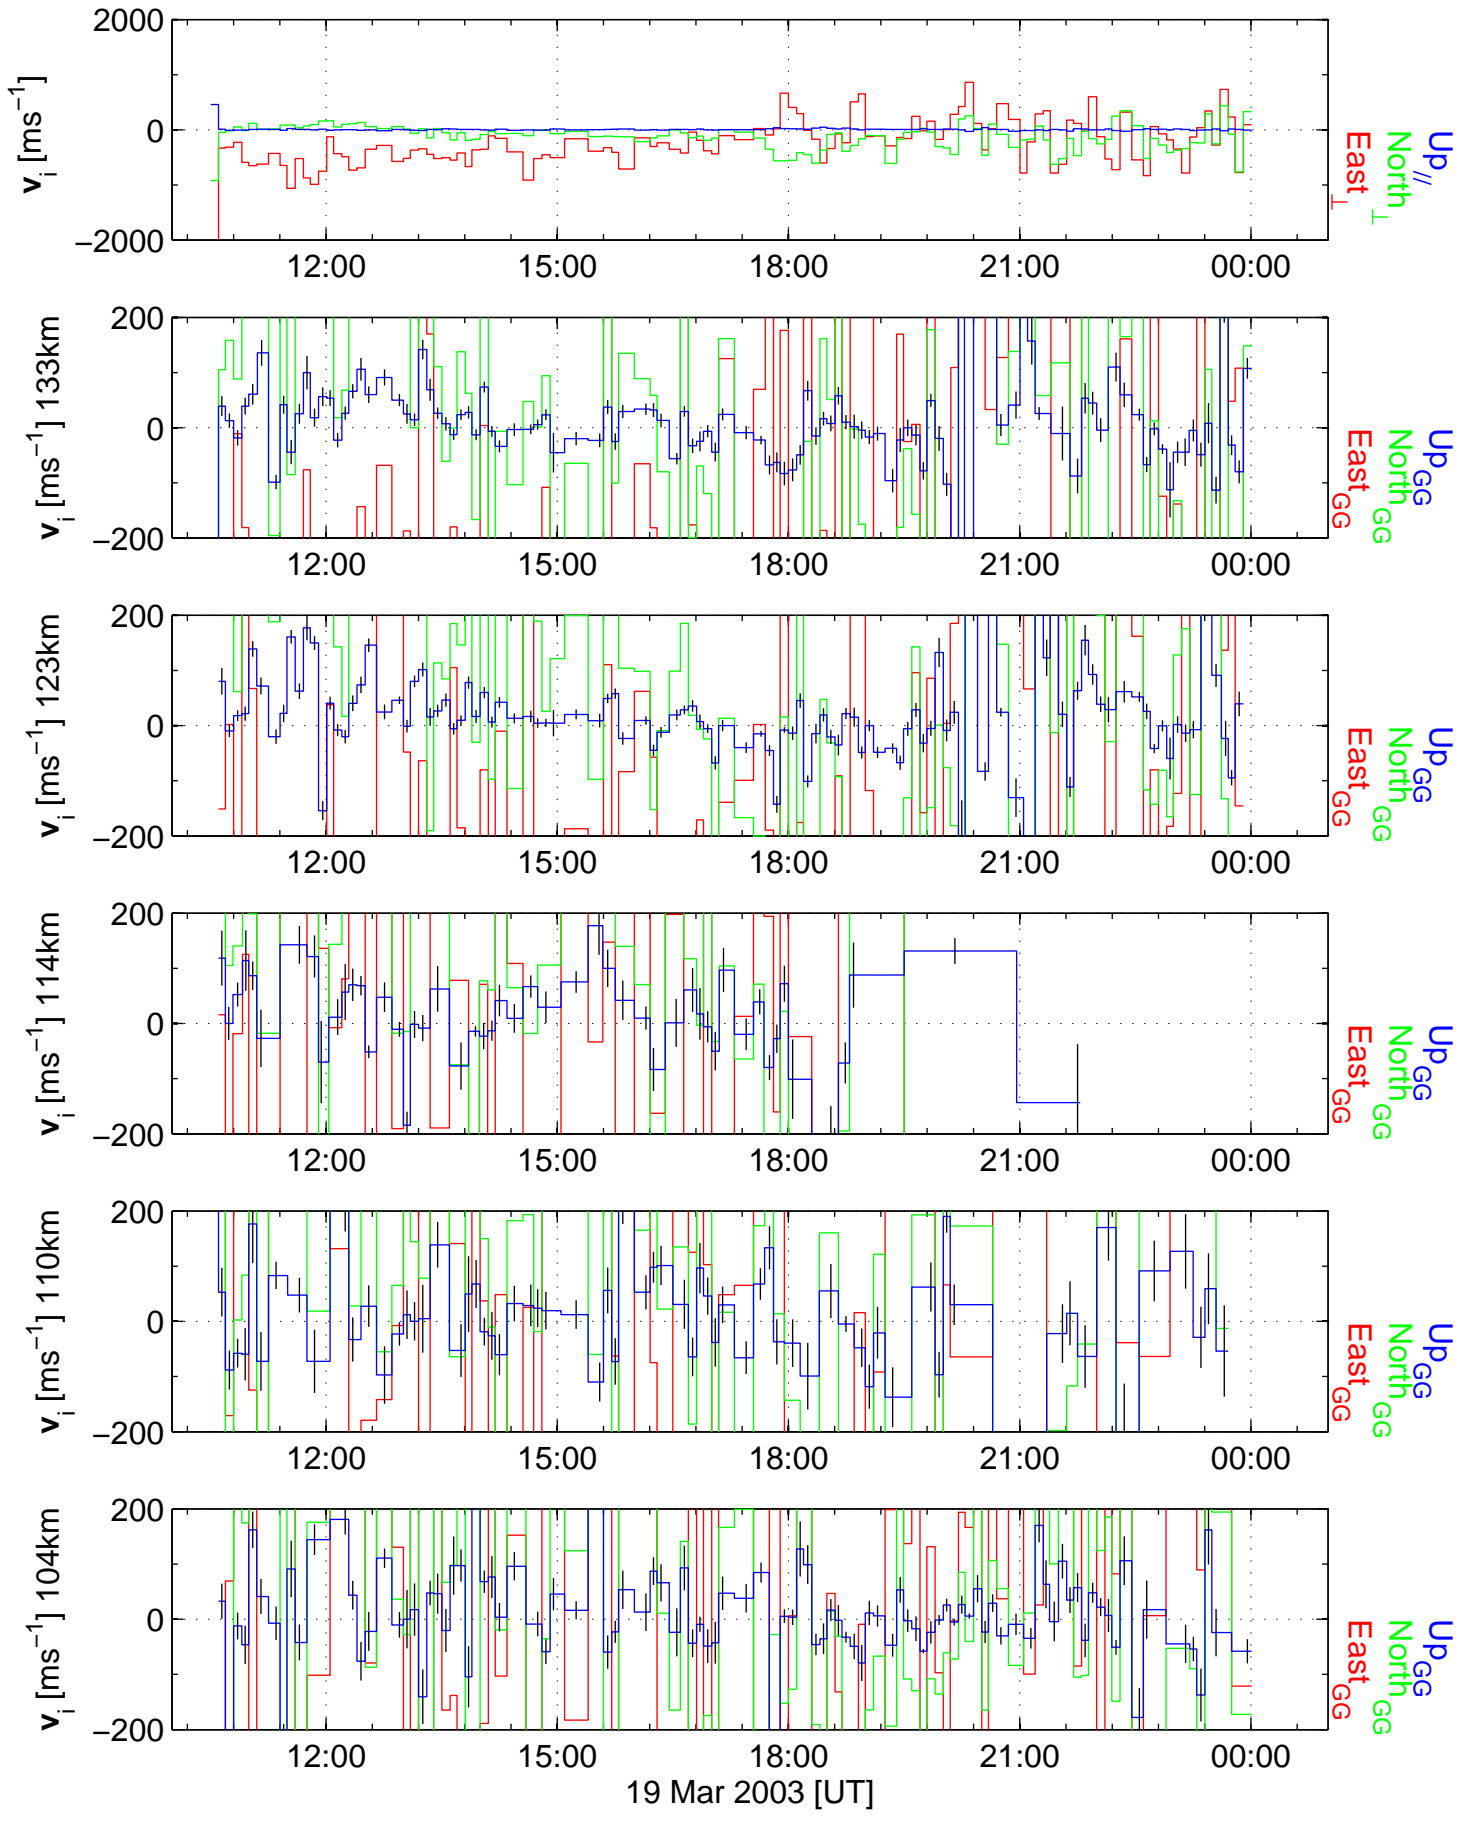 2000
0
−2000
v_i [ms^−1]
Up_//
North_⊥
East_⊥
12:00 15:00 18:00 21:00 00:00
200
0
−200
v_i [ms^−1] 133km
Up_GG
North_GG
East_GG
12:00 15:00 18:00 21:00 00:00
200
0
−200
v_i [ms^−1] 123km
Up_GG
North_GG
East_GG
12:00 15:00 18:00 21:00 00:00
200
0
−200
v_i [ms^−1] 114km
Up_GG
North_GG
East_GG
12:00 15:00 18:00 21:00 00:00
200
0
−200
v_i [ms^−1] 110km
Up_GG
North_GG
East_GG
12:00 15:00 18:00 21:00 00:00
200
0
−200
v_i [ms^−1] 104km
Up_GG
North_GG
East_GG
12:00 15:00 18:00 21:00 00:00
19 Mar 2003 [UT]